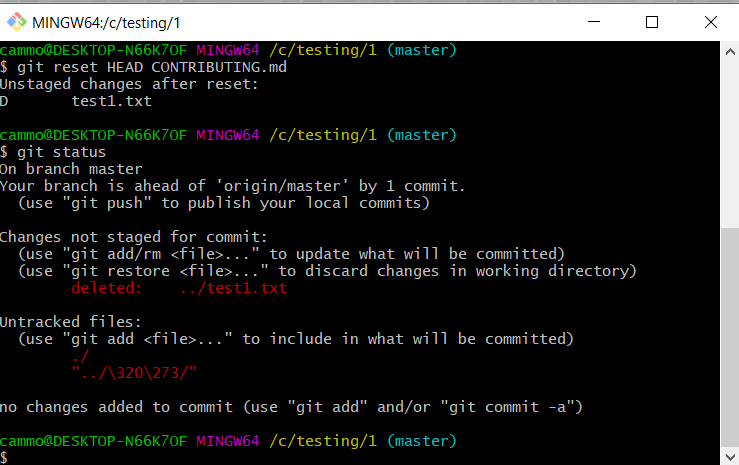 MINGW64:/c/testing/1
cammo@DESKTOP-N66K7OF MINGW64 /c/testing/1 (master)
$ git reset HEAD CONTRIBUTING.md
Unstaged changes after reset:
D       test1.txt
cammo@DESKTOP-N66K7OF MINGW64 /c/testing/1 (master)
$ git status
On branch master
Your branch is ahead of 'origin/master' by 1 commit.
  (use "git push" to publish your local commits)
Changes not staged for commit:
  (use "git add/rm <file>..." to update what will be committed)
  (use "git restore <file>..." to discard changes in working directory)
        deleted:    ../test1.txt
Untracked files:
  (use "git add <file>..." to include in what will be committed)
        ./
        "../\320\273/"
no changes added to commit (use "git add" and/or "git commit -a")
cammo@DESKTOP-N66K7OF MINGW64 /c/testing/1 (master)
$